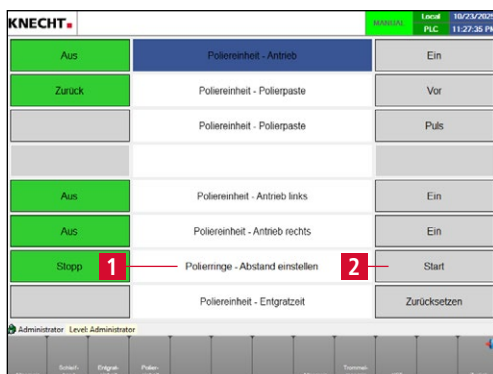 KNECHT
MANUAL
Local 10/23/2025
PLC 11:27:35 PM
Aus Poliereinheit - Antrieb Ein
Zurück Poliereinheit - Polierpaste Vor
Poliereinheit - Polierpaste Puls
Aus Poliereinheit - Antrieb links Ein
Aus Poliereinheit - Antrieb rechts Ein
Stopp 1 Polierringe - Abstand einstellen 2 Start
Poliereinheit - Entgratzeit Zurücksetzen
Administrator Level: Administrator